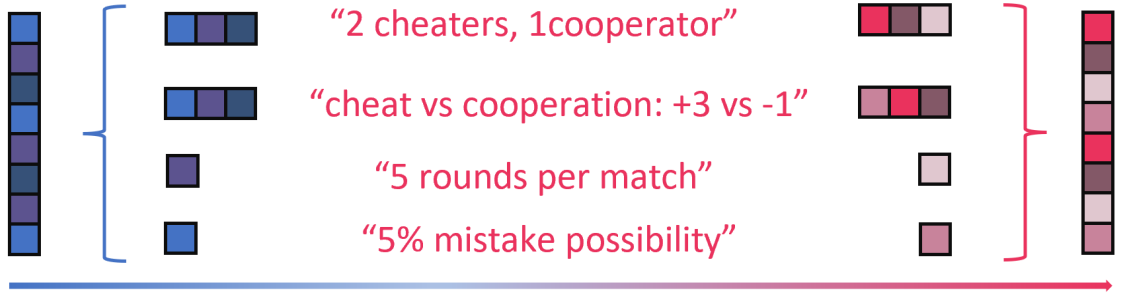 “2 cheaters, 1cooperator”
“cheat vs cooperation: +3 vs -1”
“5 rounds per match”
“5% mistake possibility”